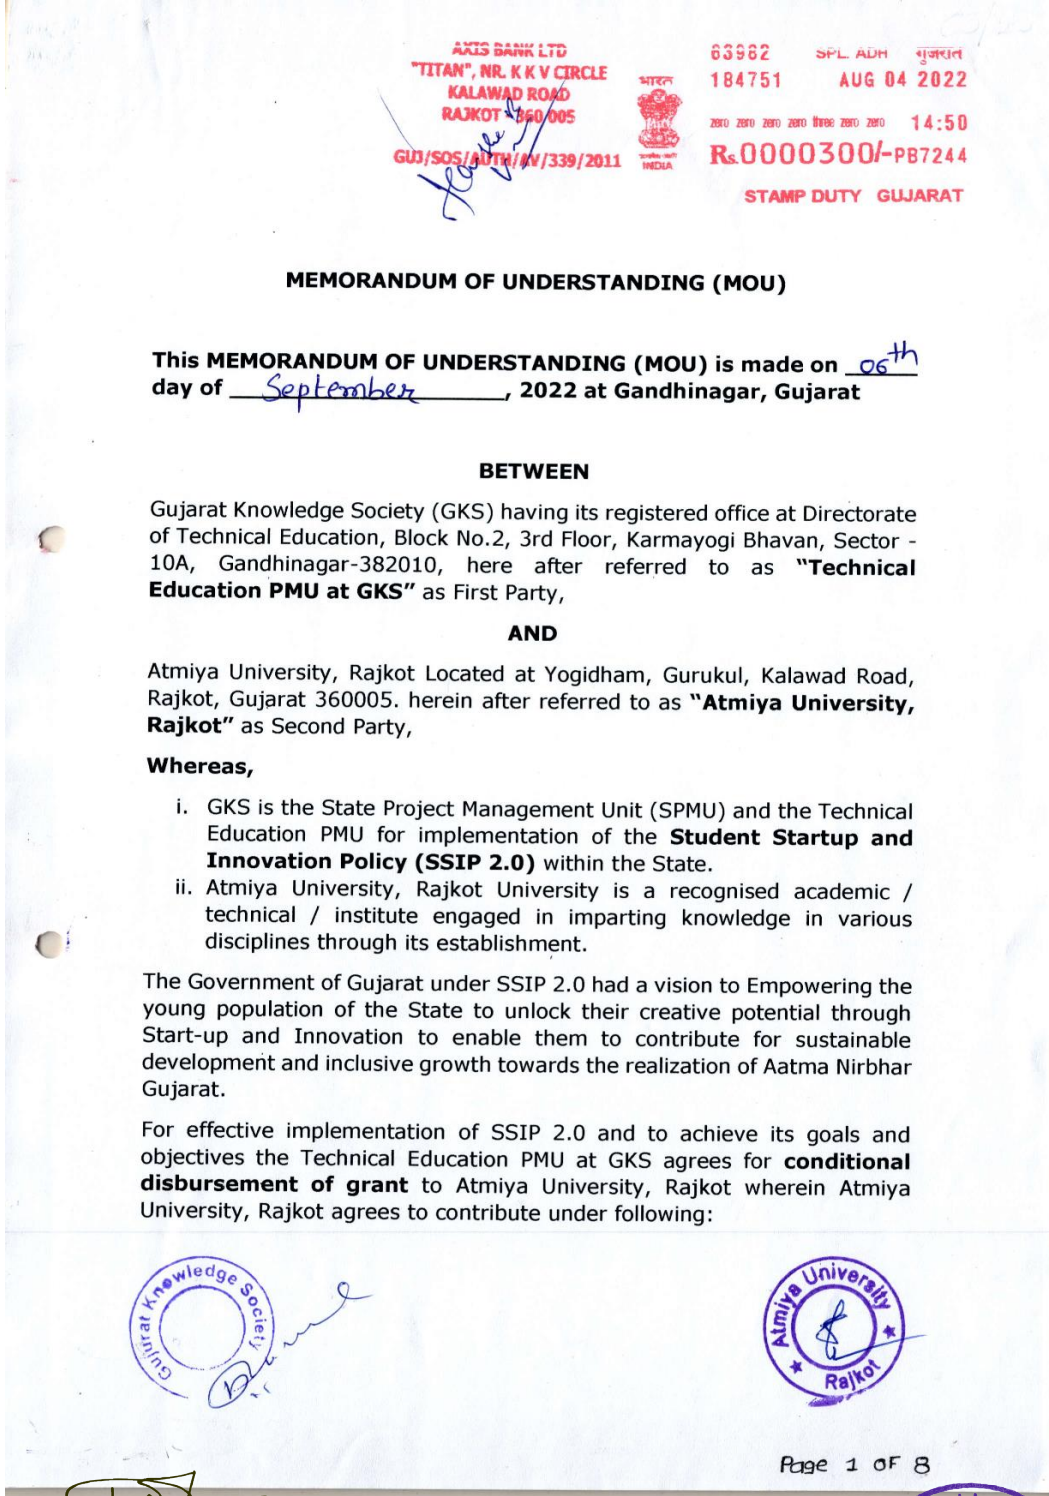 AXIS BANK LTD
"TITAN", NR. K K V CIRCLE
KALAWAD ROAD
RAJKOT - 360 005
GUJ/SOS/AUTH/AV/339/2011
भारत
INDIA
63962 SPL. ADH ગુજરાત
184751 AUG 04 2022
zero zero zero zero three zero zero 14:50
Rs.0000300/-PB7244
STAMP DUTY GUJARAT
MEMORANDUM OF UNDERSTANDING (MOU)
This MEMORANDUM OF UNDERSTANDING (MOU) is made on 06th
day of September, 2022 at Gandhinagar, Gujarat
BETWEEN
Gujarat Knowledge Society (GKS) having its registered office at Directorate
of Technical Education, Block No.2, 3rd Floor, Karmayogi Bhavan, Sector -
10A, Gandhinagar-382010, here after referred to as "Technical
Education PMU at GKS" as First Party,
AND
Atmiya University, Rajkot Located at Yogidham, Gurukul, Kalawad Road,
Rajkot, Gujarat 360005. herein after referred to as "Atmiya University,
Rajkot" as Second Party,
Whereas,
i. GKS is the State Project Management Unit (SPMU) and the Technical
Education PMU for implementation of the Student Startup and
Innovation Policy (SSIP 2.0) within the State.
ii. Atmiya University, Rajkot University is a recognised academic /
technical / institute engaged in imparting knowledge in various
disciplines through its establishment.
The Government of Gujarat under SSIP 2.0 had a vision to Empowering the
young population of the State to unlock their creative potential through
Start-up and Innovation to enable them to contribute for sustainable
development and inclusive growth towards the realization of Aatma Nirbhar
Gujarat.
For effective implementation of SSIP 2.0 and to achieve its goals and
objectives the Technical Education PMU at GKS agrees for conditional
disbursement of grant to Atmiya University, Rajkot wherein Atmiya
University, Rajkot agrees to contribute under following:
Gujarat Knowledge Society
Atmiya University
Rajkot
Page 1 OF 8